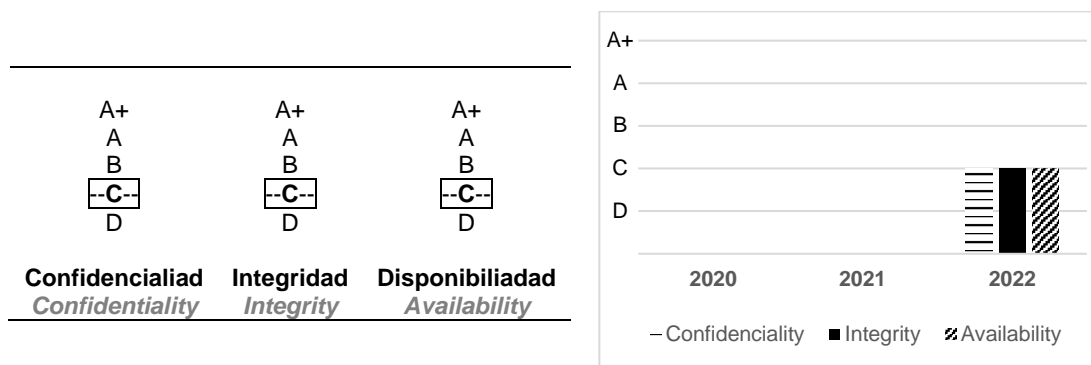 A+ A+ A+
A A A
B B B
--C-- --C-- --C--
D D D
Confidencialiad Integridad Disponibiliadad
Confidentiality Integrity Availability
A+
A
B
C
D
2020 2021 2022
Confidenciality Integrity Availability